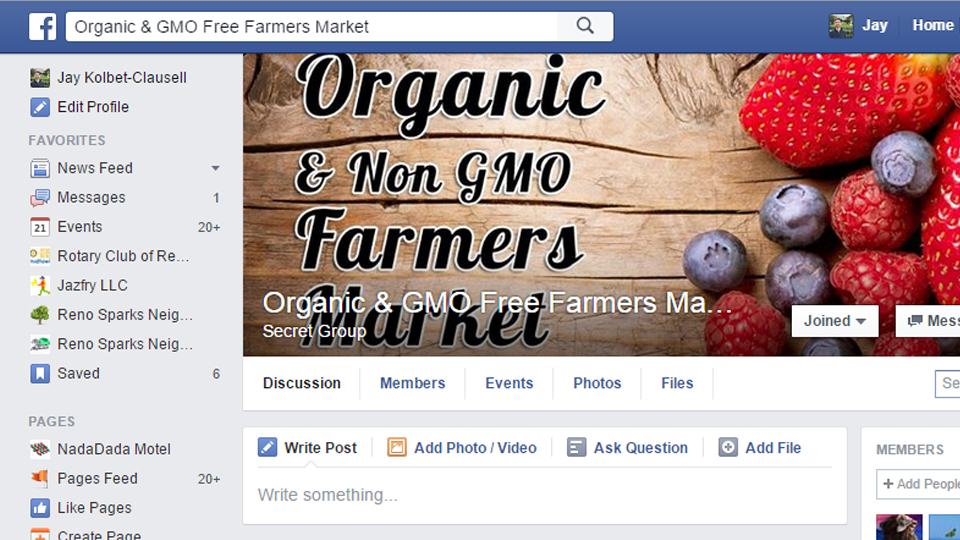 f
Organic & GMO Free Farmers Market
Jay
Home
Jay Kolbet-Clausell
Edit Profile
FAVORITES
News Feed
Messages 1
21 Events 20+
Rotary Club of Re...
Jazfry LLC
Reno Sparks Neig...
Reno Sparks Neig...
Saved 6
PAGES
NadaDada Motel
Pages Feed 20+
Like Pages
Create Page
Organic
& Non GMO
Farmers
Market
Organic & GMO Free Farmers Ma...
Secret Group
Joined
Mess
Discussion Members Events Photos Files
Se
Write Post Add Photo / Video Ask Question Add File
Write something...
MEMBERS
+ Add People